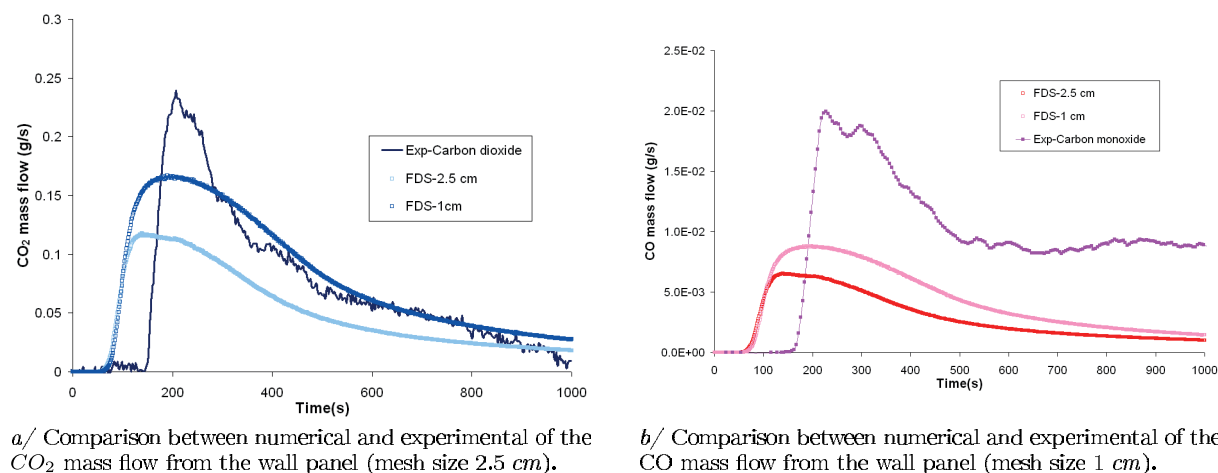 0.3
0.25
0.2
0.15
0.1
0.05
0
CO₂ mass flow (g/s)
Exp-Carbon dioxide
FDS-2.5 cm
FDS-1cm
0 200 400 600 800 1000
Time(s)
a/ Comparison between numerical and experimental of the
CO₂ mass flow from the wall panel (mesh size 2.5 cm).
2.5E-02
2.0E-02
1.5E-02
1.0E-02
5.0E-03
0.0E+00
CO mass flow (g/s)
FDS-2.5 cm
FDS-1 cm
Exp-Carbon monoxide
0 100 200 300 400 500 600 700 800 900 1000
Time(s)
b/ Comparison between numerical and experimental of the
CO mass flow from the wall panel (mesh size 1 cm).